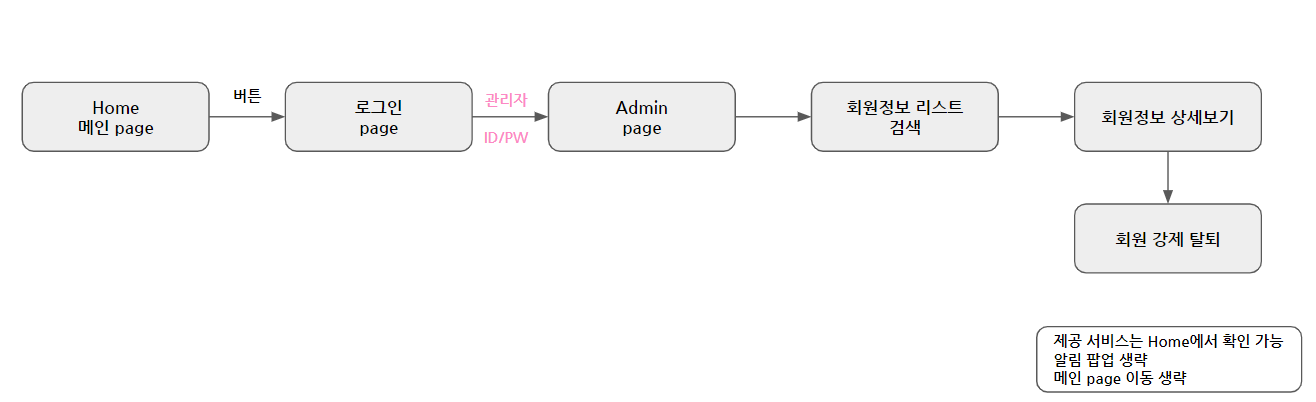 Home
메인 page
버튼
로그인
page
관리자
ID/PW
Admin
page
회원정보 리스트
검색
회원정보 상세보기
회원 강제 탈퇴
제공 서비스는 Home에서 확인 가능
알림 팝업 생략
메인 page 이동 생략